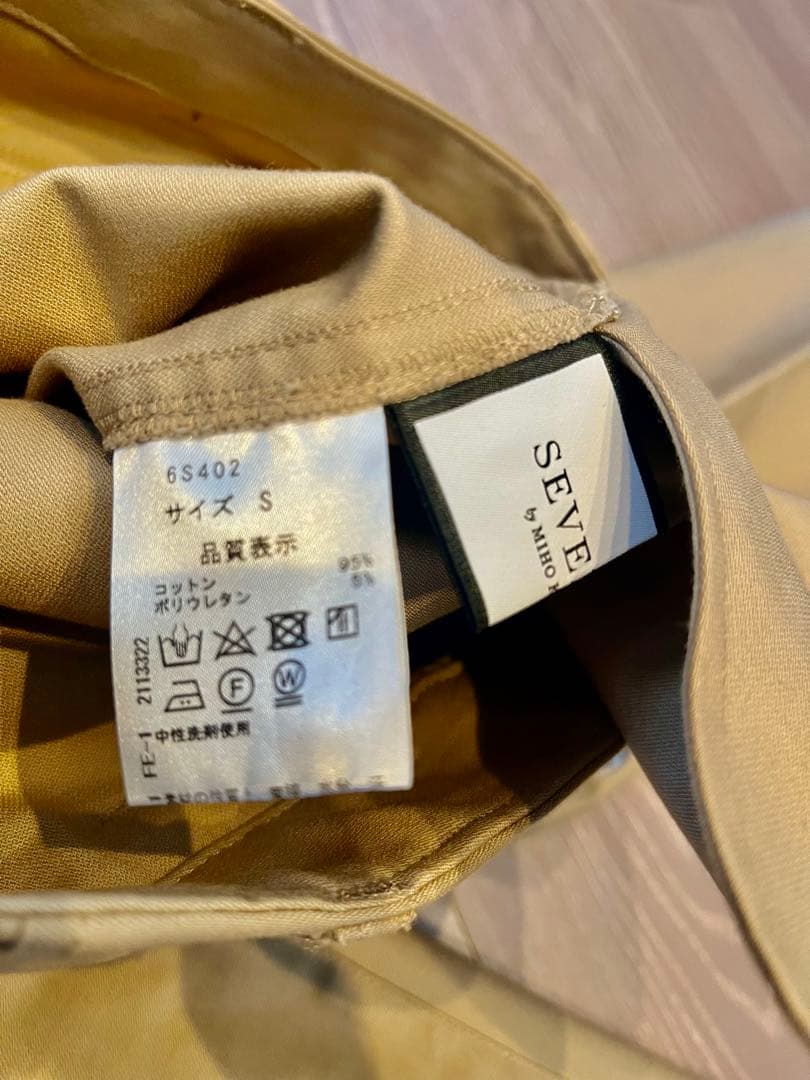 6S402
サイズ S
品質表示
コットン 95%
ポリウレタン 5%
中性洗剤使用
FE-1 2113322
SEVE
by MIHO K